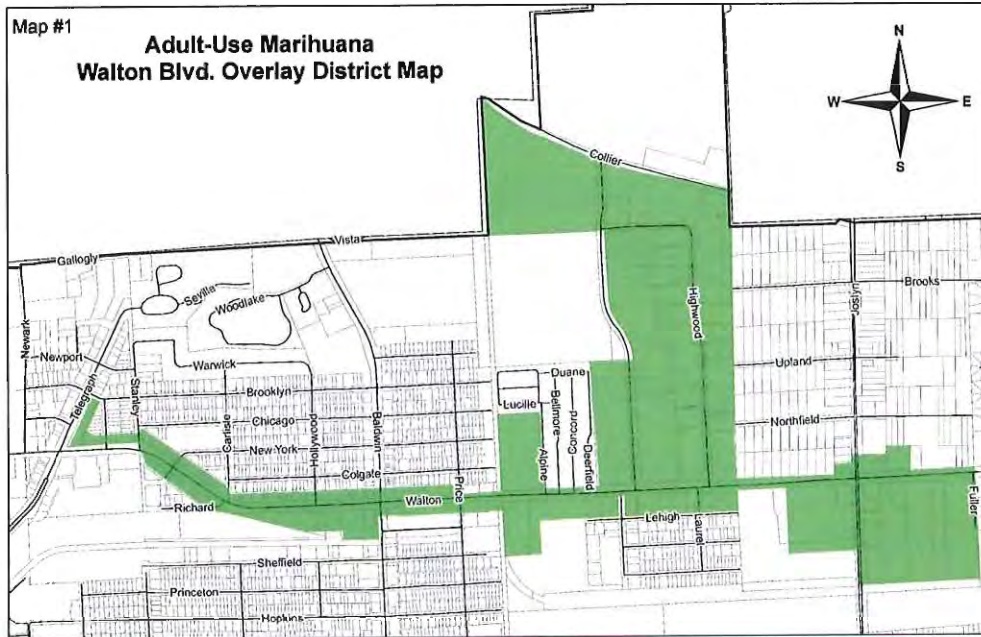 Map #1
Adult-Use Marihuana
Walton Blvd. Overlay District Map
N
W
E
S
Collier
Vista
Gallogly
Seville
Woodlake
Newark
Highwood
Joslyn
Brooks
Newport
Telegraph
Stanley
Warwick
Upland
Duane
Brooklyn
Lucille
Bellmore
Concord
Chicago
Carlisle
Hollywood
Baldwin
Northfield
New York
Alpine
Deerfield
Colgate
Price
Walton
Fuller
Richard
Lehigh
Laurel
Sheffield
Princeton
Hopkins